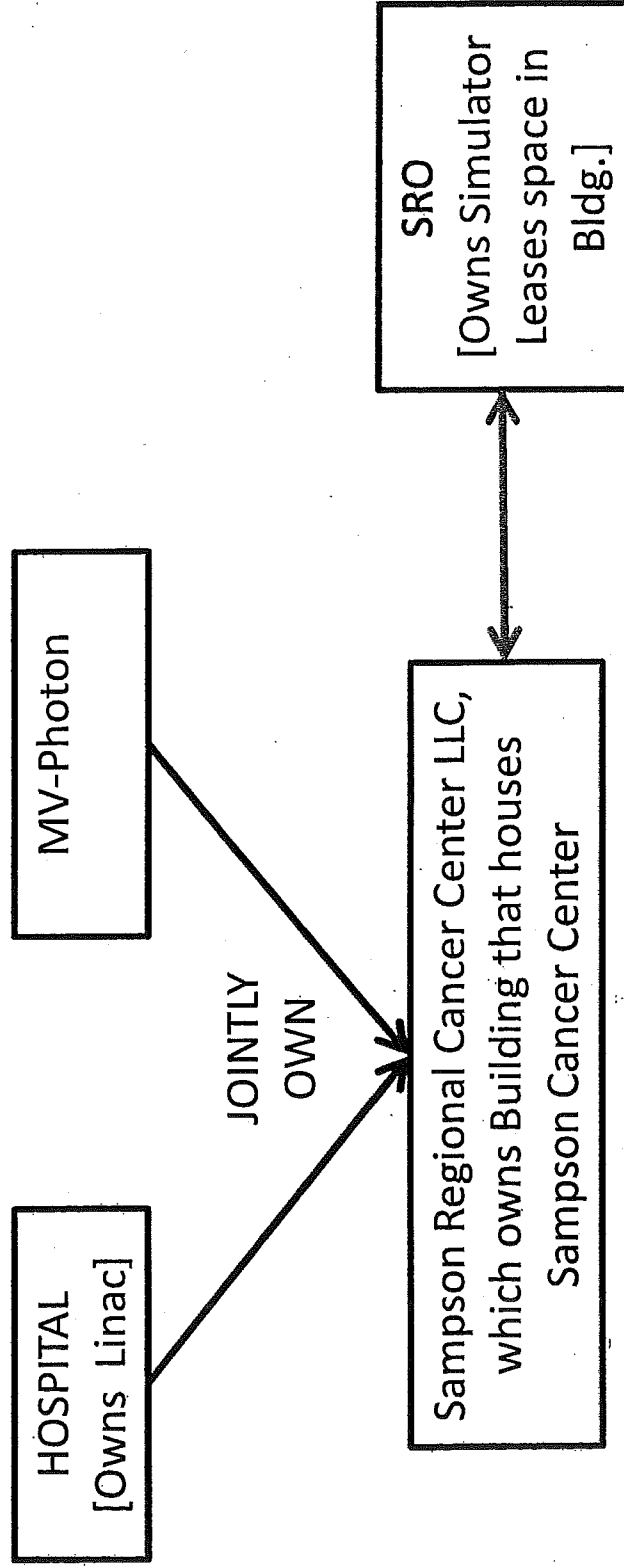 HOSPITAL
[Owns Linac]
MV-Photon
JOINTLY
OWN
Sampson Regional Cancer Center LLC,
which owns Building that houses
Sampson Cancer Center
SRO
[Owns Simulator
Leases space in
Bldg.]